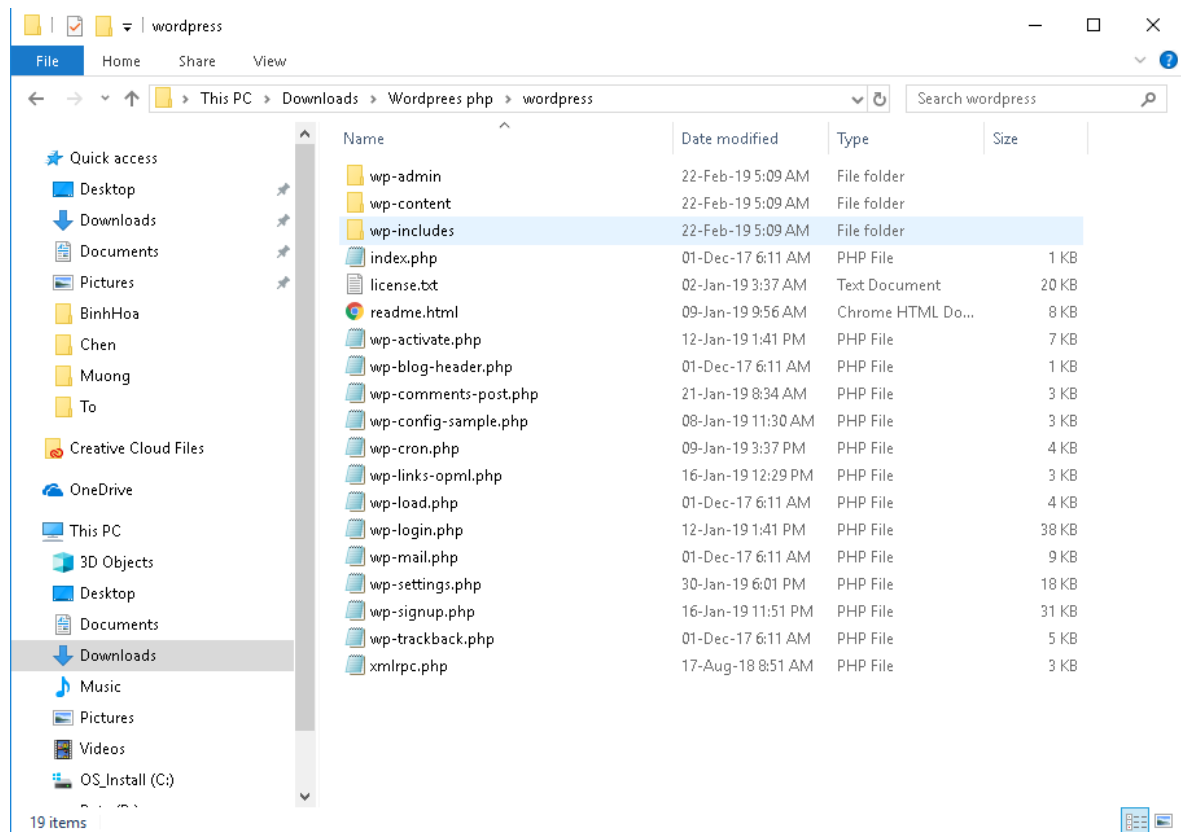 wordpress
File Home Share View
This PC > Downloads > Wordprees php > wordpress
Search wordpress
Quick access
Desktop
Downloads
Documents
Pictures
BinhHoa
Chen
Muong
To
Creative Cloud Files
OneDrive
This PC
3D Objects
Desktop
Documents
Downloads
Music
Pictures
Videos
OS_Install (C:)
Name Date modified Type Size
wp-admin 22-Feb-19 5:09 AM File folder
wp-content 22-Feb-19 5:09 AM File folder
wp-includes 22-Feb-19 5:09 AM File folder
index.php 01-Dec-17 6:11 AM PHP File 1 KB
license.txt 02-Jan-19 3:37 AM Text Document 20 KB
readme.html 09-Jan-19 9:56 AM Chrome HTML Do... 8 KB
wp-activate.php 12-Jan-19 1:41 PM PHP File 7 KB
wp-blog-header.php 01-Dec-17 6:11 AM PHP File 1 KB
wp-comments-post.php 21-Jan-19 8:34 AM PHP File 3 KB
wp-config-sample.php 08-Jan-19 11:30 AM PHP File 3 KB
wp-cron.php 09-Jan-19 3:37 PM PHP File 4 KB
wp-links-opml.php 16-Jan-19 12:29 PM PHP File 3 KB
wp-load.php 01-Dec-17 6:11 AM PHP File 4 KB
wp-login.php 12-Jan-19 1:41 PM PHP File 38 KB
wp-mail.php 01-Dec-17 6:11 AM PHP File 9 KB
wp-settings.php 30-Jan-19 6:01 PM PHP File 18 KB
wp-signup.php 16-Jan-19 11:51 PM PHP File 31 KB
wp-trackback.php 01-Dec-17 6:11 AM PHP File 5 KB
xmlrpc.php 17-Aug-18 8:51 AM PHP File 3 KB
19 items